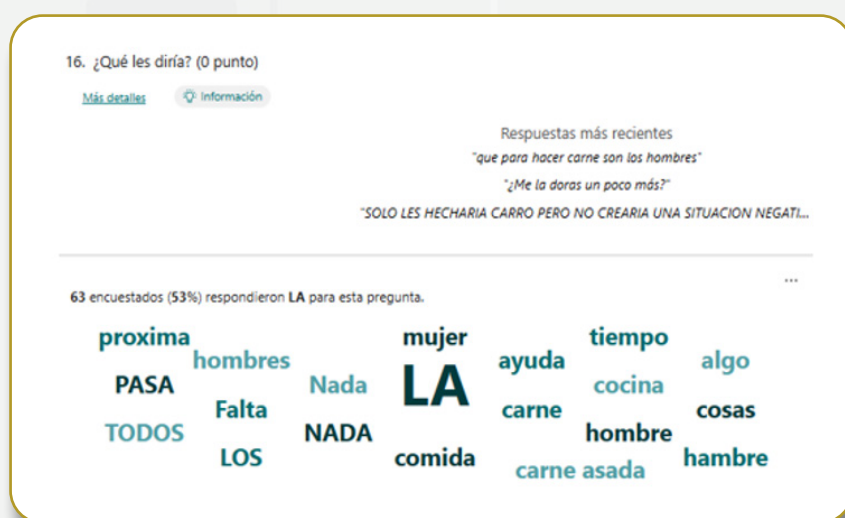 16. ¿Qué les diría? (0 punto)
Más detalles
Información
Respuestas más recientes
"que para hacer carne son los hombres"
"¿Me la doras un poco más?"
"SOLO LES HECHARIA CARRO PERO NO CREARIA UNA SITUACION NEGATI...
...
63 encuestados (53%) respondieron LA para esta pregunta.
proxima mujer tiempo
hombres ayuda algo
PASA Nada LA cocina
Falta carne cosas
TODOS NADA hombre
LOS comida carne asada hambre